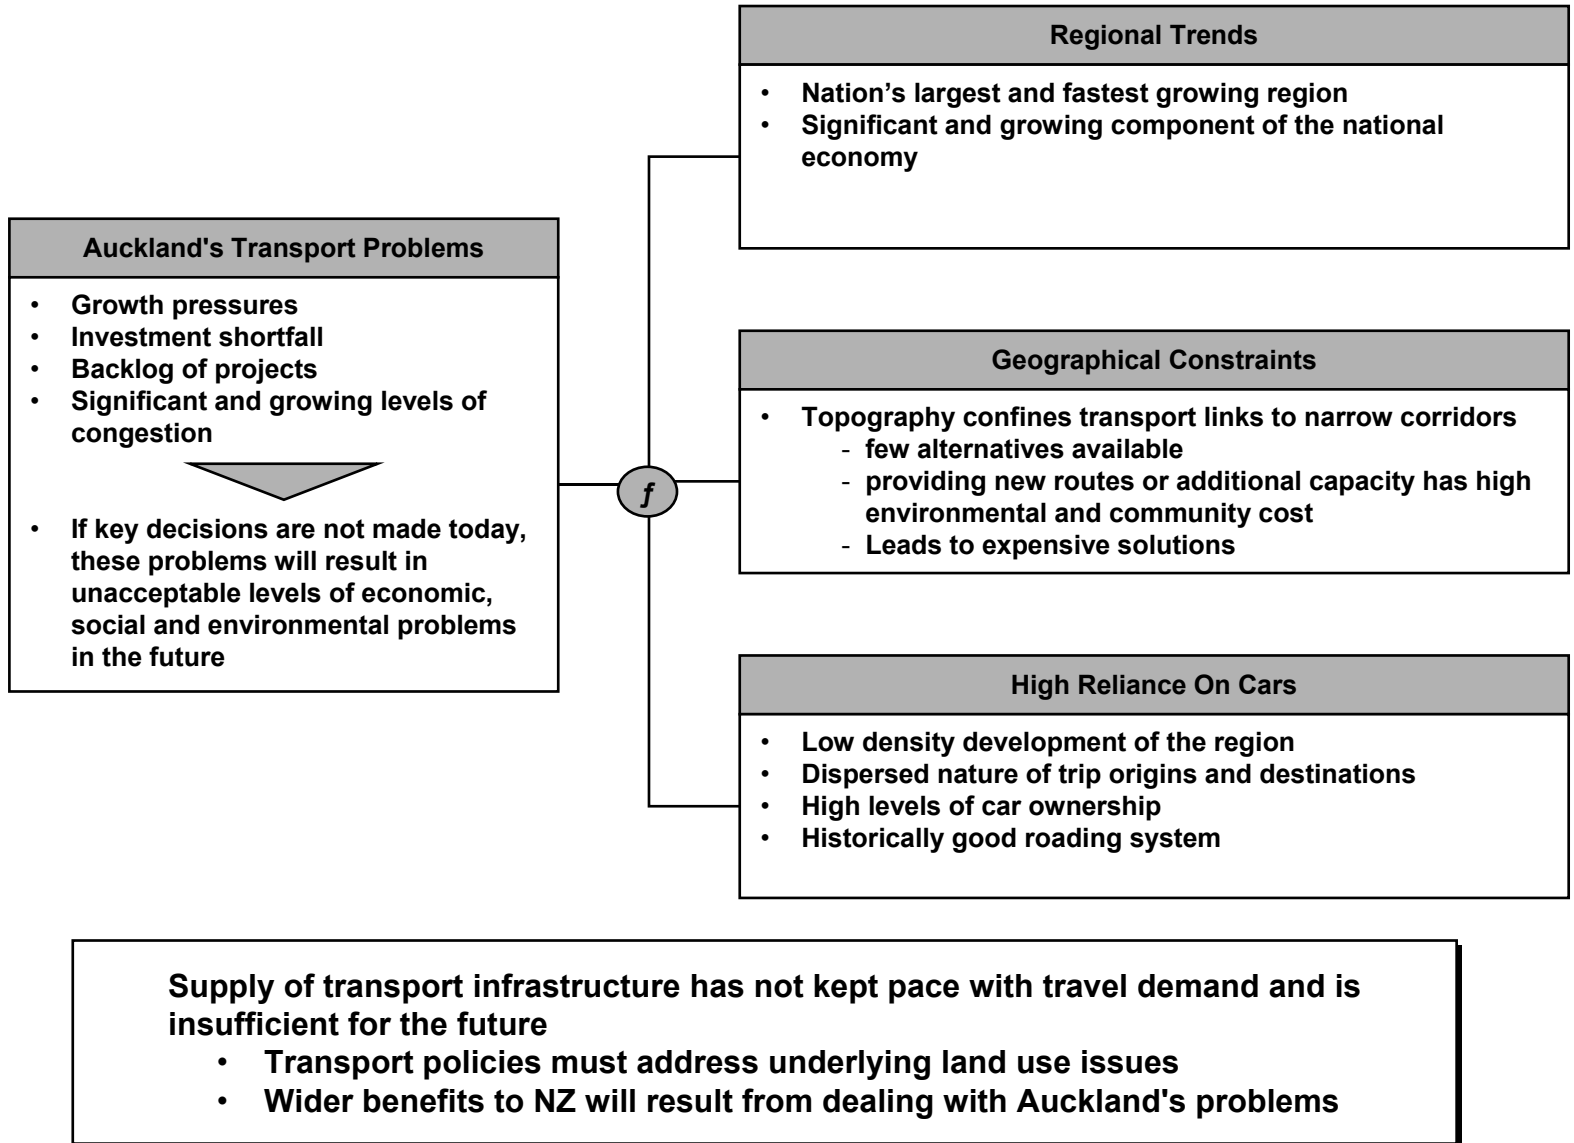 Regional Trends
• Nation’s largest and fastest growing region
• Significant and growing component of the national
economy
Auckland's Transport Problems
• Growth pressures
• Investment shortfall
• Backlog of projects
• Significant and growing levels of
congestion
• If key decisions are not made today,
these problems will result in
unacceptable levels of economic,
social and environmental problems
in the future
f
Geographical Constraints
• Topography confines transport links to narrow corridors
- few alternatives available
- providing new routes or additional capacity has high
environmental and community cost
- Leads to expensive solutions
High Reliance On Cars
• Low density development of the region
• Dispersed nature of trip origins and destinations
• High levels of car ownership
• Historically good roading system
Supply of transport infrastructure has not kept pace with travel demand and is
insufficient for the future
• Transport policies must address underlying land use issues
• Wider benefits to NZ will result from dealing with Auckland's problems